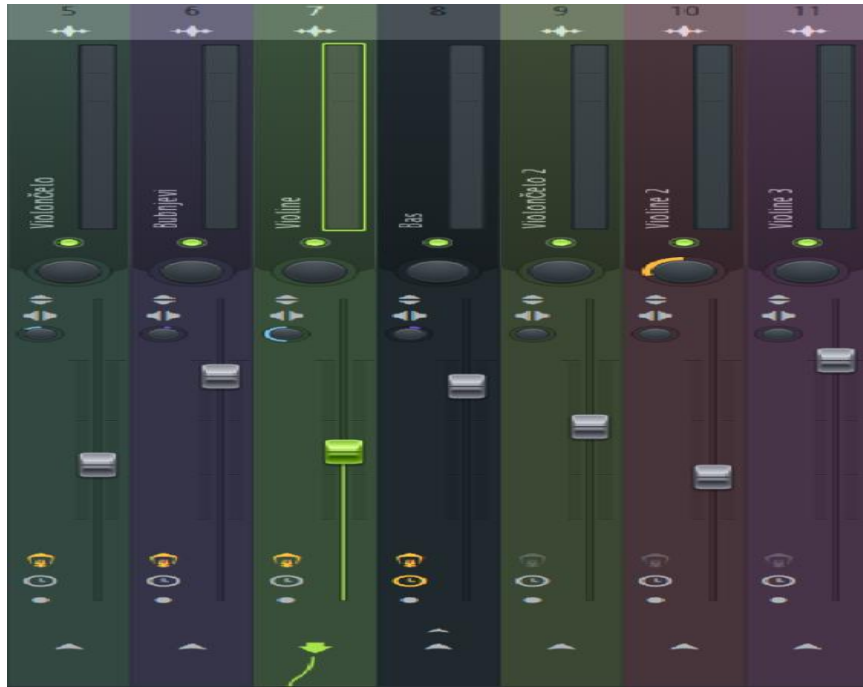 5 6 7 8 9 10 11
Violončelo
Bubnjevi
Violine
Bas
Violončelo 2
Violine 2
Violine 3